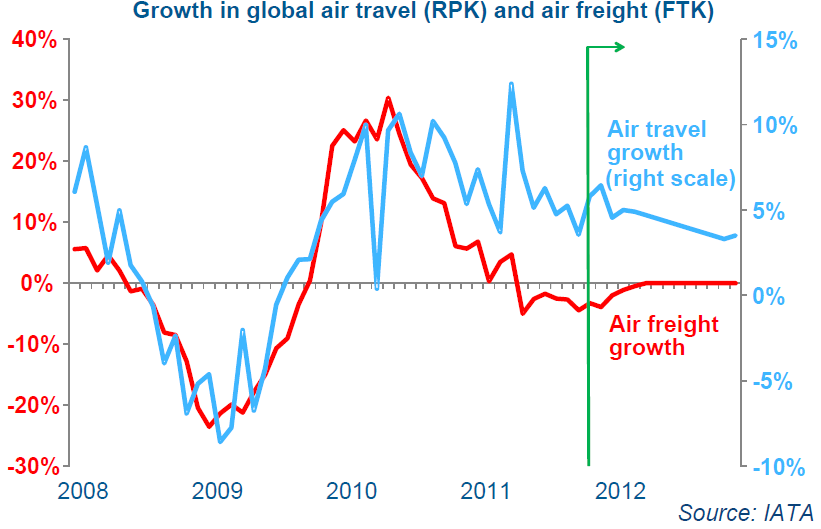 Growth in global air travel (RPK) and air freight (FTK)
40%
30%
20%
10%
0%
-10%
-20%
-30%
15%
10%
5%
0%
-5%
-10%
Air travel
growth
(right scale)
Air freight
growth
2008 2009 2010 2011 2012
Source: IATA